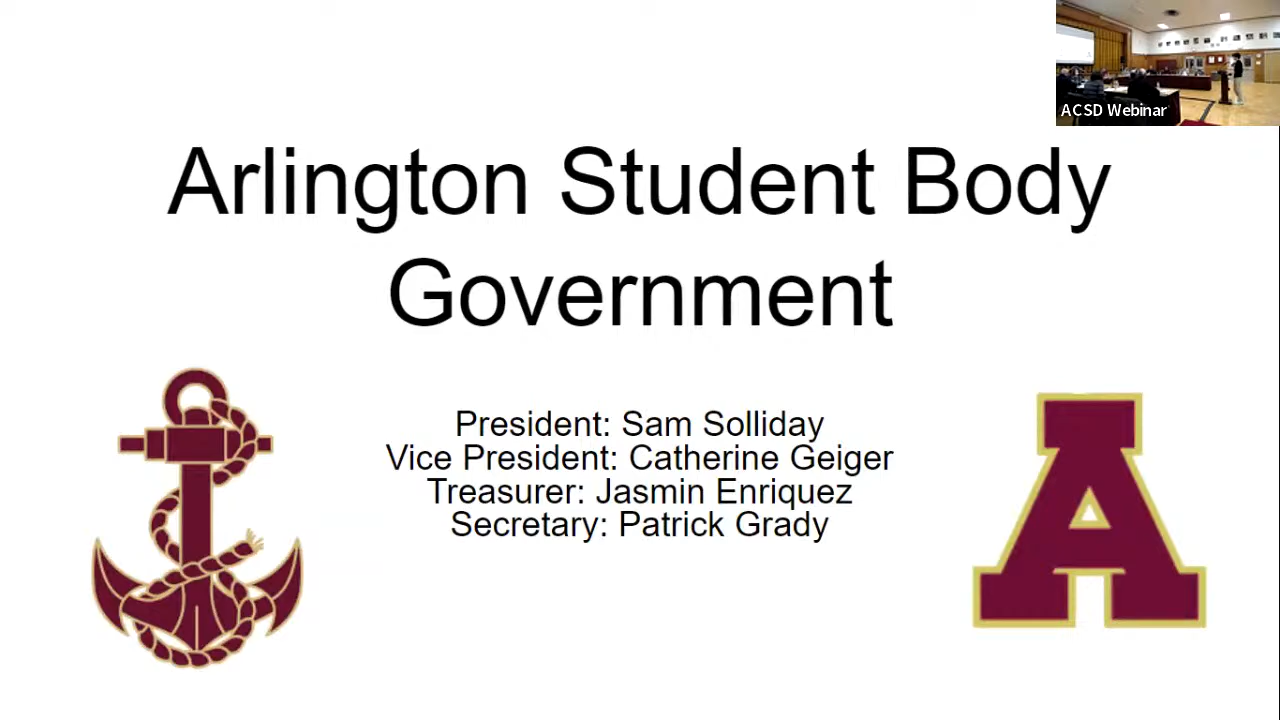 ACSD Webinar
Arlington Student Body
Government
President: Sam Solliday
Vice President: Catherine Geiger
Treasurer: Jasmin Enriquez
Secretary: Patrick Grady
A